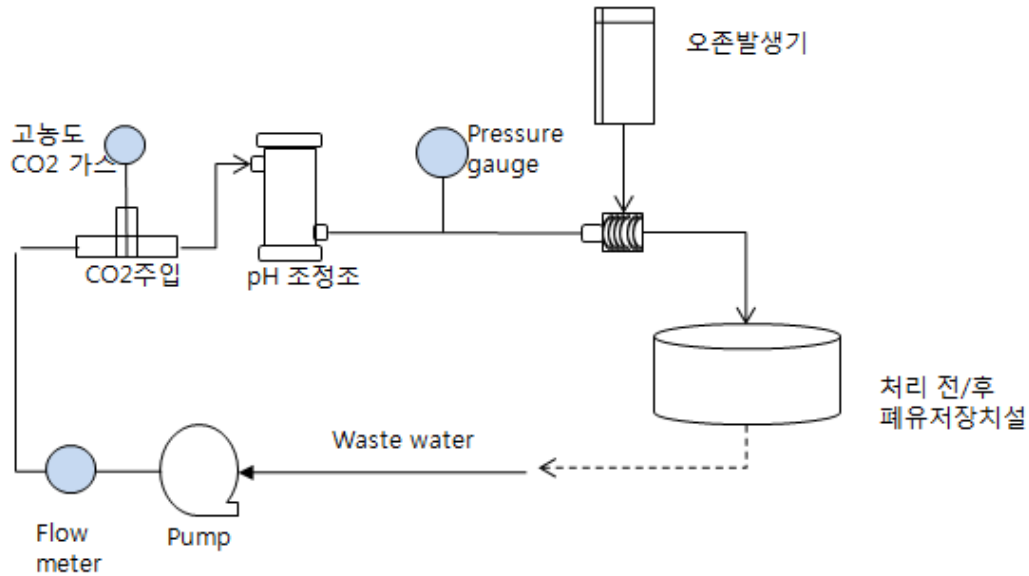 오존발생기
고농도
CO2 가스
Pressure
gauge
CO2주입
pH 조정조
처리 전/후
폐유저장치설
Waste water
Flow
meter
Pump